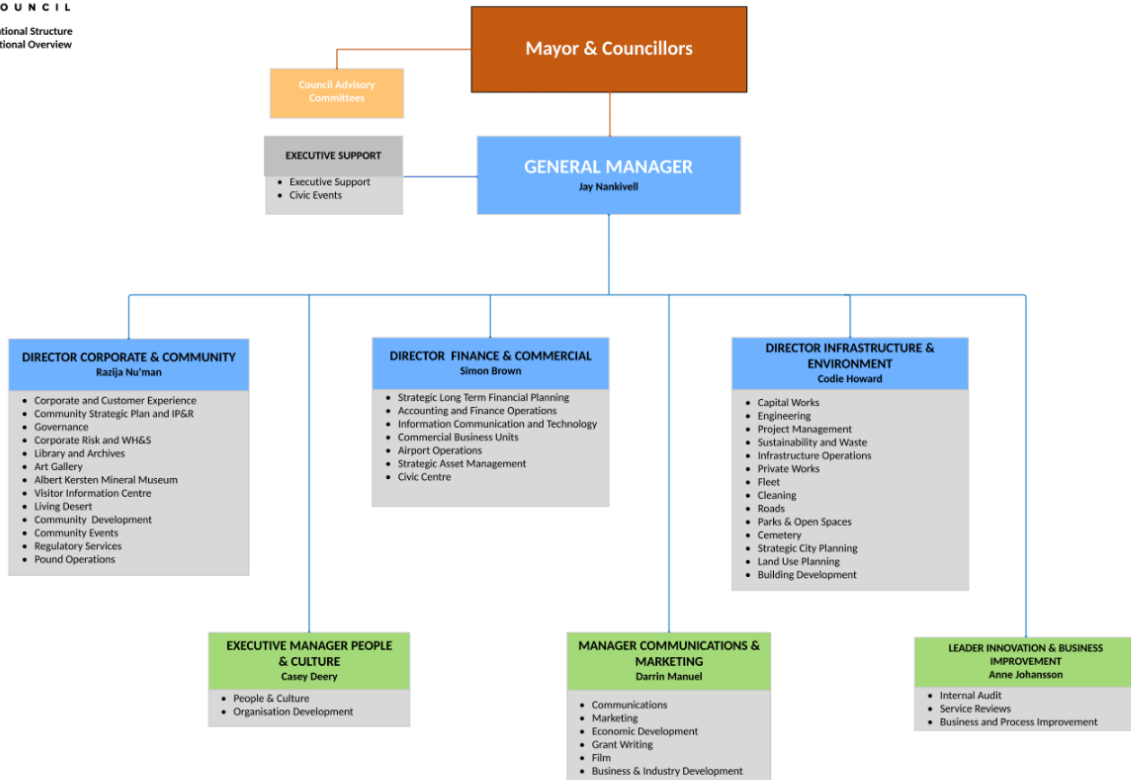 OUNCIL
ational Structure
tional Overview
Mayor & Councillors
Council Advisory
Committees
EXECUTIVE SUPPORT
• Executive Support
• Civic Events
GENERAL MANAGER
Jay Nankivell
DIRECTOR CORPORATE & COMMUNITY
Razija Nu'man
• Corporate and Customer Experience
• Community Strategic Plan and IP&R
• Governance
• Corporate Risk and WH&S
• Library and Archives
• Art Gallery
• Albert Kersten Mineral Museum
• Visitor Information Centre
• Living Desert
• Community Development
• Community Events
• Regulatory Services
• Pound Operations
DIRECTOR FINANCE & COMMERCIAL
Simon Brown
• Strategic Long Term Financial Planning
• Accounting and Finance Operations
• Information Communication and Technology
• Commercial Business Units
• Airport Operations
• Strategic Asset Management
• Civic Centre
DIRECTOR INFRASTRUCTURE &
ENVIRONMENT
Codie Howard
• Capital Works
• Engineering
• Project Management
• Sustainability and Waste
• Infrastructure Operations
• Private Works
• Fleet
• Cleaning
• Roads
• Parks & Open Spaces
• Cemetery
• Strategic City Planning
• Land Use Planning
• Building Development
EXECUTIVE MANAGER PEOPLE
& CULTURE
Casey Deery
• People & Culture
• Organisation Development
MANAGER COMMUNICATIONS &
MARKETING
Darrin Manuel
• Communications
• Marketing
• Economic Development
• Grant Writing
• Film
• Business & Industry Development
LEADER INNOVATION & BUSINESS
IMPROVEMENT
Anne Johansson
• Internal Audit
• Service Reviews
• Business and Process Improvement